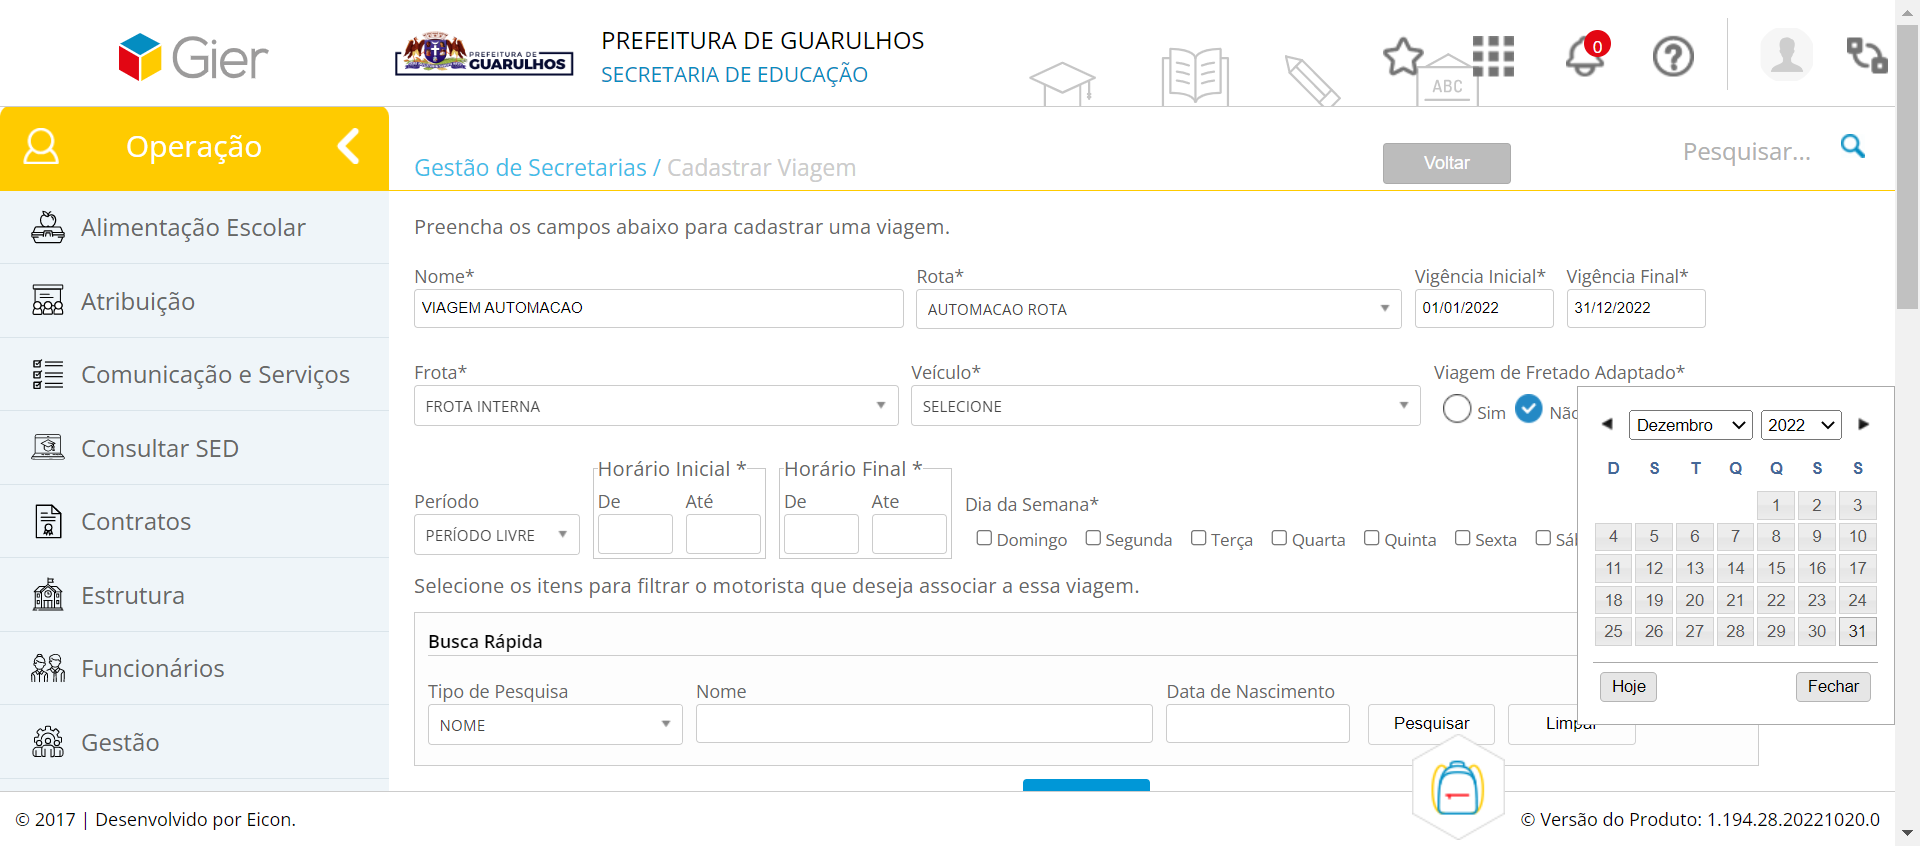 Gier
PREFEITURA DE
GUARULHOS
PREFEITURA DE GUARULHOS
SECRETARIA DE EDUCAÇÃO
ABC
0
Operação
Gestão de Secretarias / Cadastrar Viagem
Voltar
Pesquisar...
Alimentação Escolar
Atribuição
Comunicação e Serviços
Consultar SED
Contratos
Estrutura
Funcionários
Gestão
Preencha os campos abaixo para cadastrar uma viagem.
Nome* Rota* Vigência Inicial* Vigência Final*
VIAGEM AUTOMACAO AUTOMACAO ROTA 01/01/2022 31/12/2022
Frota* Veículo* Viagem de Fretado Adaptado*
FROTA INTERNA SELECIONE Sim Não
Horário Inicial * Horário Final *
Período De Até De Ate Dia da Semana*
PERÍODO LIVRE Domingo Segunda Terça Quarta Quinta Sexta
Selecione os itens para filtrar o motorista que deseja associar a essa viagem.
Busca Rápida
Tipo de Pesquisa Nome Data de Nascimento
NOME Pesquisar Limpar
Dezembro 2022
D S T Q Q S S
1 2 3
4 5 6 7 8 9 10
11 12 13 14 15 16 17
18 19 20 21 22 23 24
25 26 27 28 29 30 31
Hoje Fechar
© 2017 | Desenvolvido por Eicon.
© Versão do Produto: 1.194.28.20221020.0